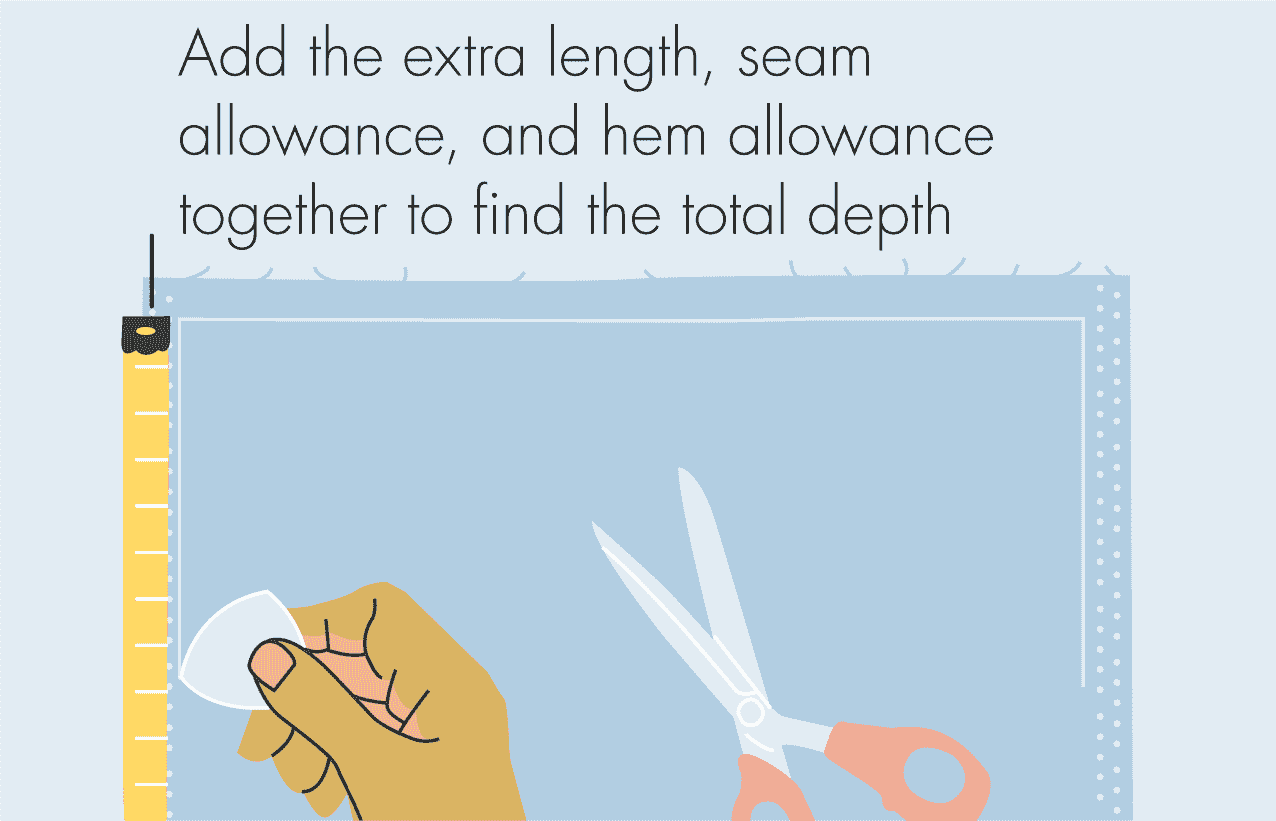 Add the extra length, seam
allowance, and hem allowance
together to find the total depth